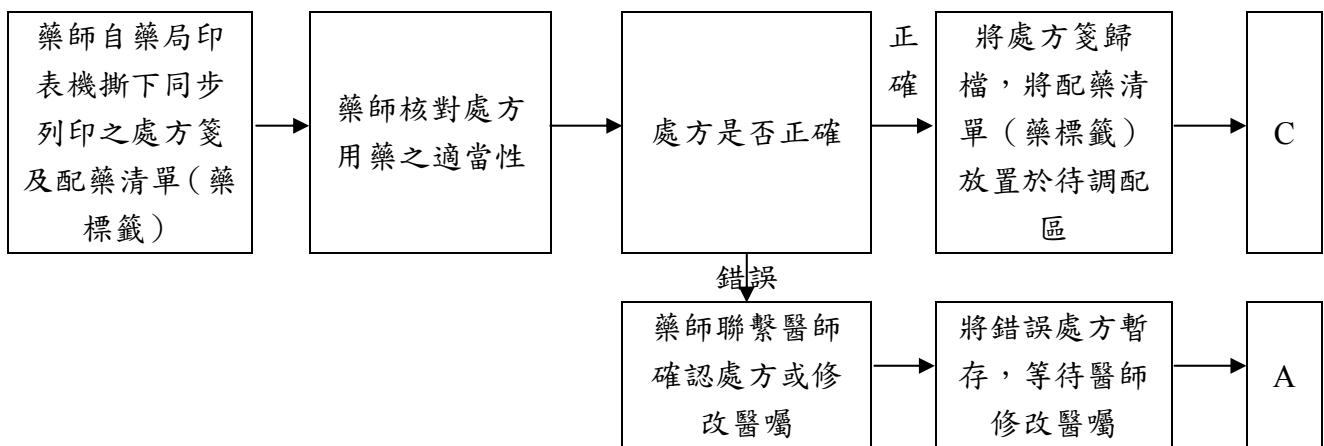 藥師自藥局印
表機撕下同步
列印之處方箋
及配藥清單(藥
標籤)
藥師核對處方
用藥之適當性
處方是否正確
正
確
將處方箋歸
檔,將配藥清
單(藥標籤)
放置於待調配
區
C
錯誤
藥師聯繫醫師
確認處方或修
改醫囑
將錯誤處方暫
存,等待醫師
修改醫囑
A